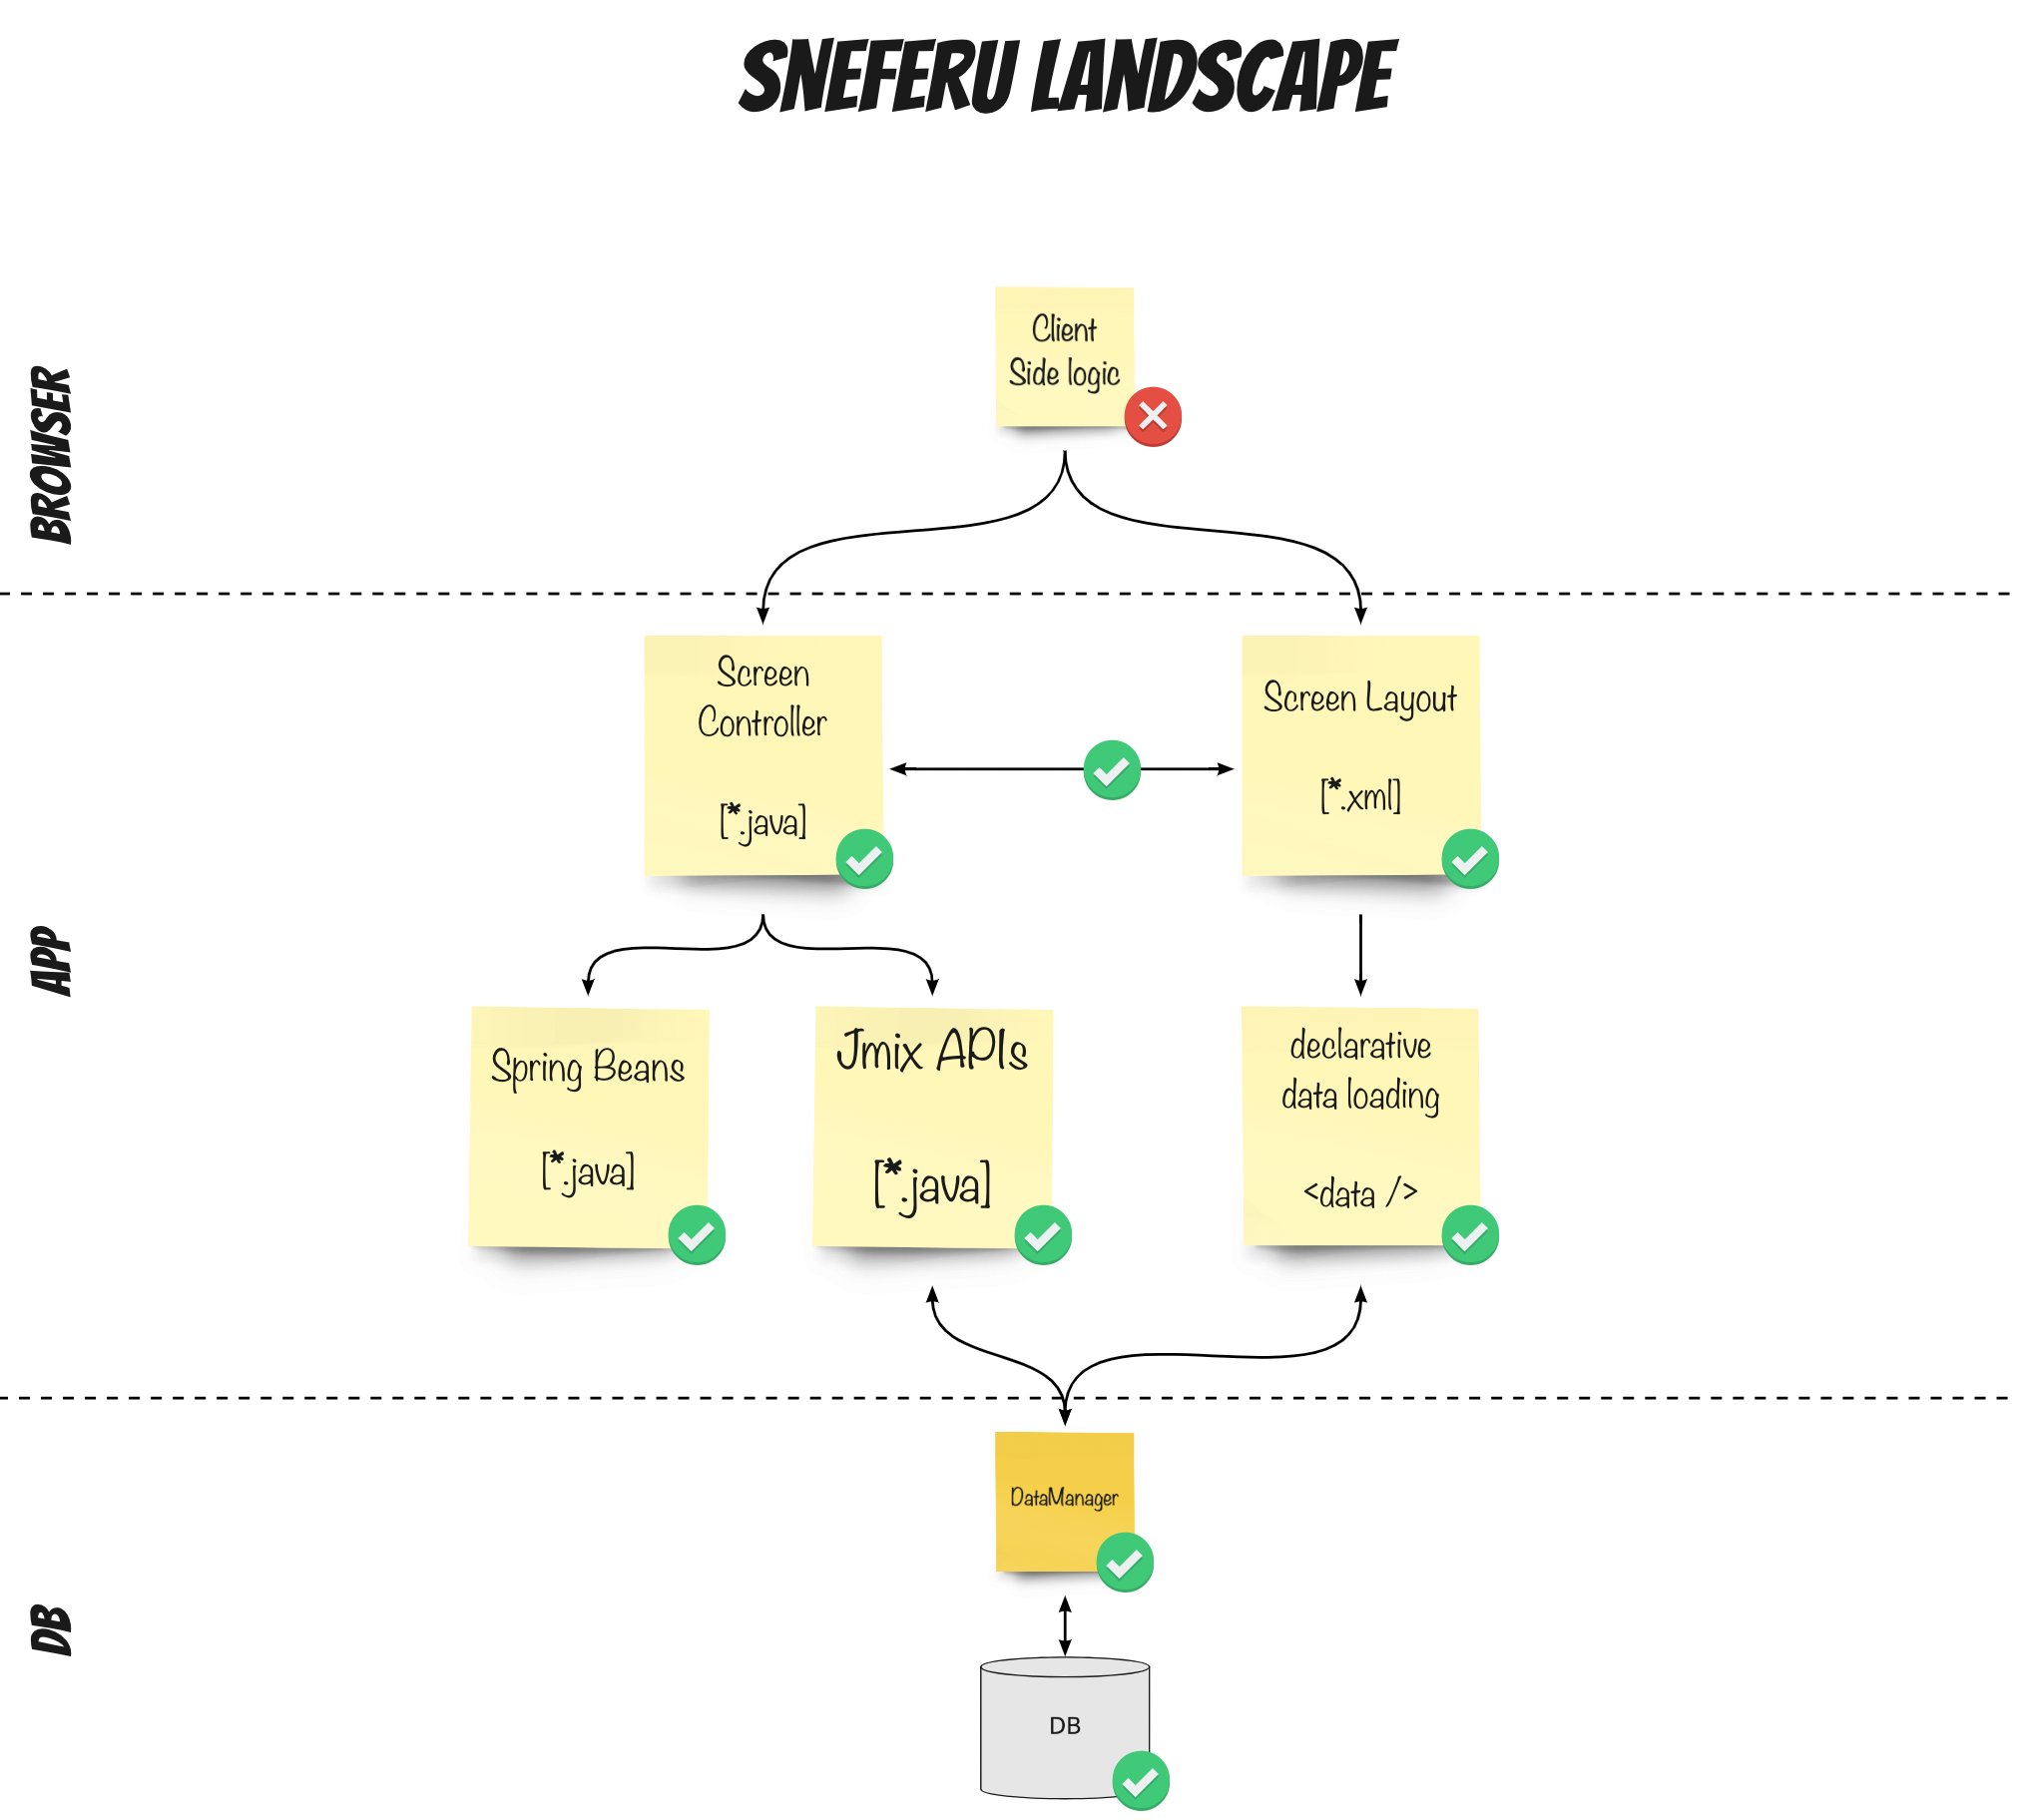 SNEFERU LANDSCAPE
BROWSER
Client
Side logic
APP
Screen
Controller
[*.java]
Screen Layout
[*.xml]
Spring Beans
[*.java]
Jmix APIs
[*.java]
declarative
data loading
<data />
DB
DataManager
DB